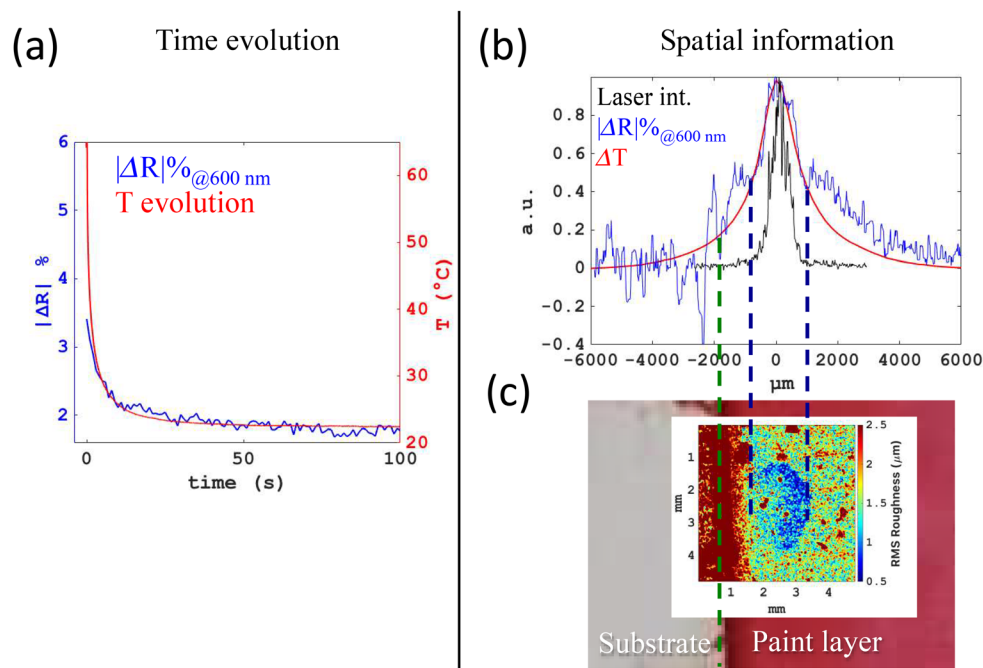 (a)
Time evolution
|ΔR|%@600 nm
T evolution
|ΔR| %
6
5
4
3
2
T (°C)
60
50
40
30
20
0
50
100
time (s)
(b)
Spatial information
Laser int.
|ΔR|%@600 nm
ΔT
a.u.
0.8
0.6
0.4
0.2
0
-0.2
-0.4
-6000
-4000
-2000
0
2000
4000
6000
μm
(c)
mm
1
2
3
4
1
2
3
4
mm
2.5
2
1.5
1
0.5
RMS Roughness (μm)
Substrate
Paint layer